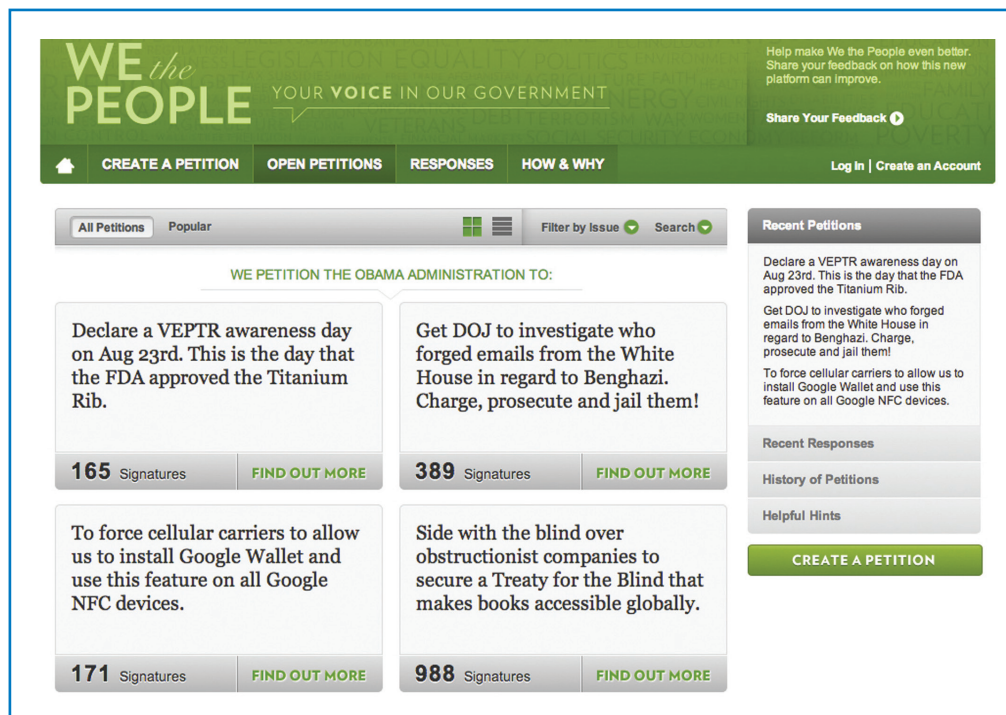 WE the
PEOPLE
YOUR VOICE IN OUR GOVERNMENT
Help make We the People even better.
Share your feedback on how this new
platform can improve.
Share Your Feedback
CREATE A PETITION
OPEN PETITIONS
RESPONSES
HOW & WHY
Log In | Create an Account
All Petitions
Popular
Filter by Issue
Search
WE PETITION THE OBAMA ADMINISTRATION TO:
Declare a VEPTR awareness day
on Aug 23rd. This is the day that
the FDA approved the Titanium
Rib.
165 Signatures
FIND OUT MORE
Get DOJ to investigate who
forged emails from the White
House in regard to Benghazi.
Charge, prosecute and jail them!
389 Signatures
FIND OUT MORE
To force cellular carriers to allow
us to install Google Wallet and
use this feature on all Google
NFC devices.
171 Signatures
FIND OUT MORE
Side with the blind over
obstructionist companies to
secure a Treaty for the Blind that
makes books accessible globally.
988 Signatures
FIND OUT MORE
Recent Petitions
Declare a VEPTR awareness day on
Aug 23rd. This is the day that the FDA
approved the Titanium Rib.
Get DOJ to investigate who forged
emails from the White House in
regard to Benghazi. Charge,
prosecute and jail them!
To force cellular carriers to allow us to
install Google Wallet and use this
feature on all Google NFC devices.
Recent Responses
History of Petitions
Helpful Hints
CREATE A PETITION